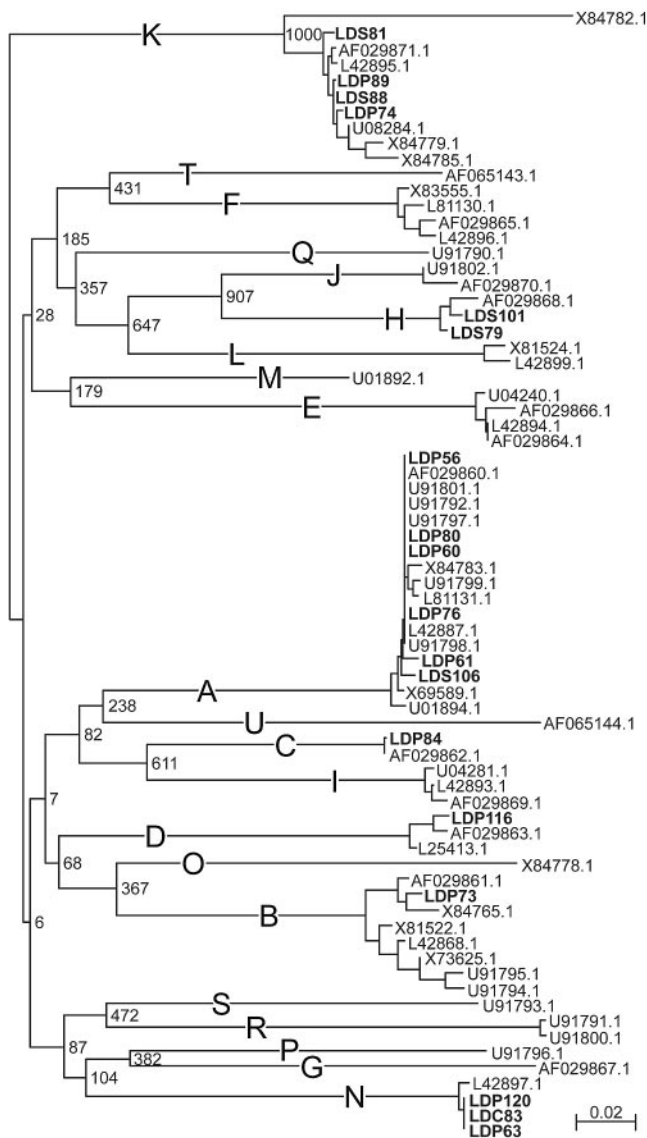 X84782.1
K
1000
LDS81
AF029871.1
L42895.1
LDP89
LDS88
LDP74
U08284.1
X84779.1
X84785.1
T
AF065143.1
431
X83555.1
F
L81130.1
AF029865.1
185
L42896.1
Q
U91790.1
357
J
U91802.1
AF029870.1
907
AF029868.1
28
H
LDS101
647
LDS79
L
X81524.1
L42899.1
M
U01892.1
179
U04240.1
E
AF029866.1
L42894.1
AF029864.1
LDP56
AF029860.1
U91801.1
U91792.1
U91797.1
LDP80
LDP60
X84783.1
U91799.1
L81131.1
LDP76
L42887.1
U91798.1
LDP61
LDS106
A
X69589.1
238
U01894.1
U
AF065144.1
82
C
LDP84
AF029862.1
611
U04281.1
I
L42893.1
7
AF029869.1
LDP116
D
AF029863.1
L25413.1
68
O
X84778.1
367
AF029861.1
B
LDP73
X84765.1
6
X81522.1
L42868.1
X73625.1
U91795.1
U91794.1
S
U91793.1
472
R
U91791.1
U91800.1
87
P
U91796.1
382
G
AF029867.1
104
L42897.1
N
LDP120
LDC83
LDP63
0.02